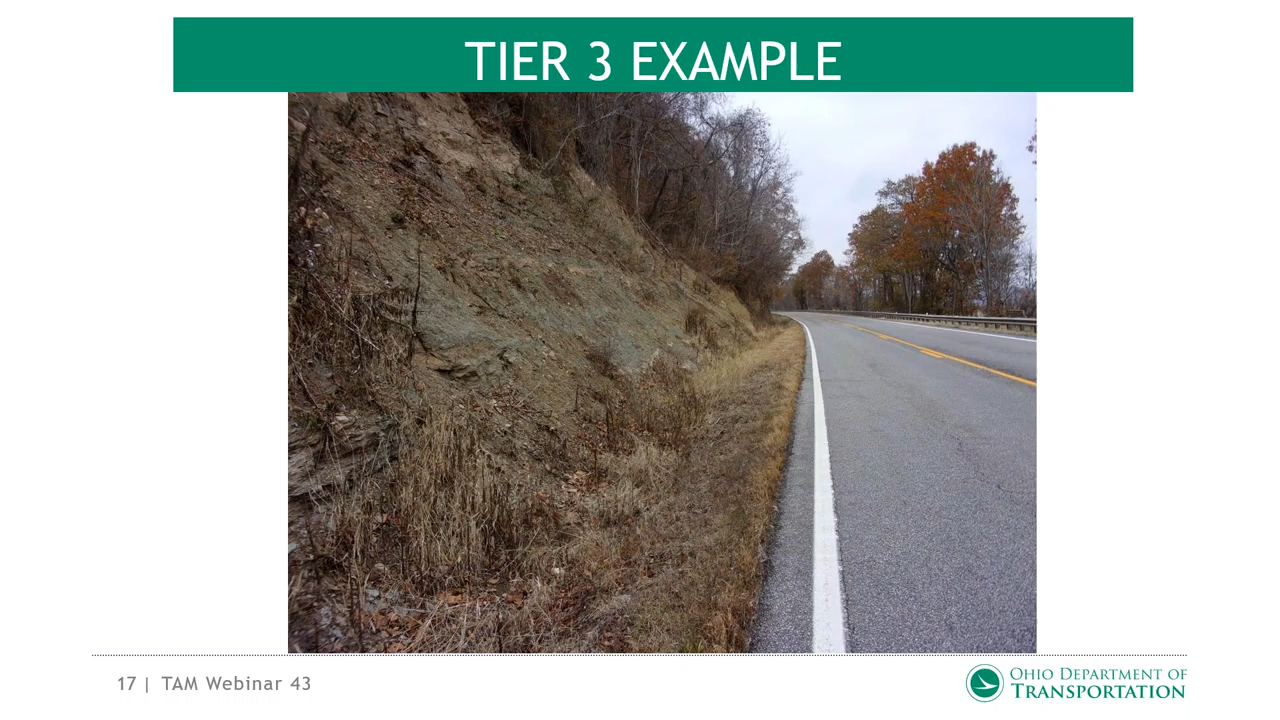 TIER 3 EXAMPLE
17 | TAM Webinar 43
OHIO DEPARTMENT OF
TRANSPORTATION